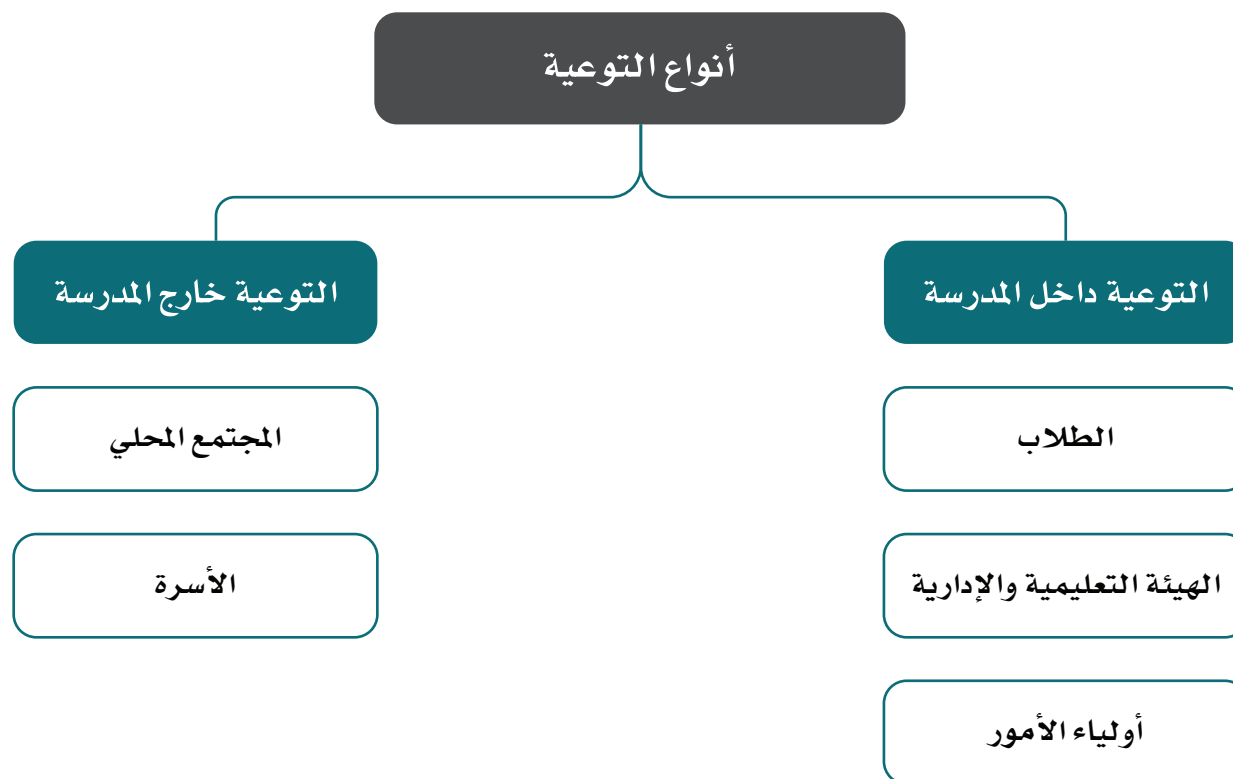 أنواع التوعية
التوعية داخل المدرسة
الطلاب
الهيئة التعليمية والإدارية
أولياء الأمور
التوعية خارج المدرسة
المجتمع المحلي
الأسرة